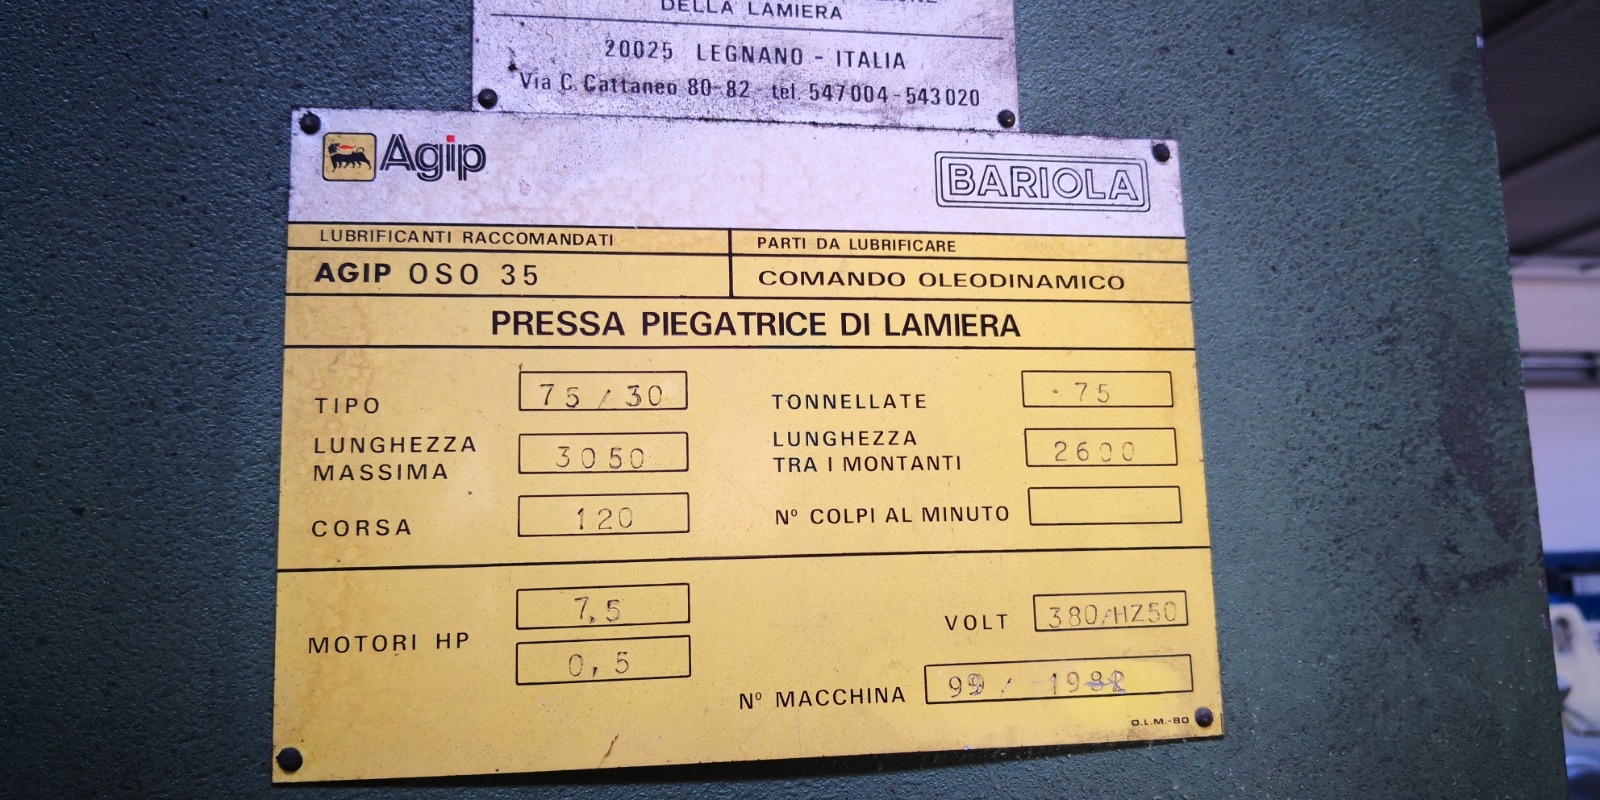 DELLA LAMIERA
20025 LEGNANO - ITALIA
Via C. Cattaneo 80-82 - tel. 547004-543020
Agip
BARIOLA
LUBRIFICANTI RACCOMANDATI
PARTI DA LUBRIFICARE
AGIP OSO 35
COMANDO OLEODINAMICO
PRESSA PIEGATRICE DI LAMIERA
TIPO 75/30
TONNELLATE 75
LUNGHEZZA
MASSIMA 3050
LUNGHEZZA
TRA I MONTANTI 2600
CORSA 120
Nº COLPI AL MINUTO
MOTORI HP 7,5
0,5
VOLT 380/HZ50
Nº MACCHINA 99/
O.L.M.-80